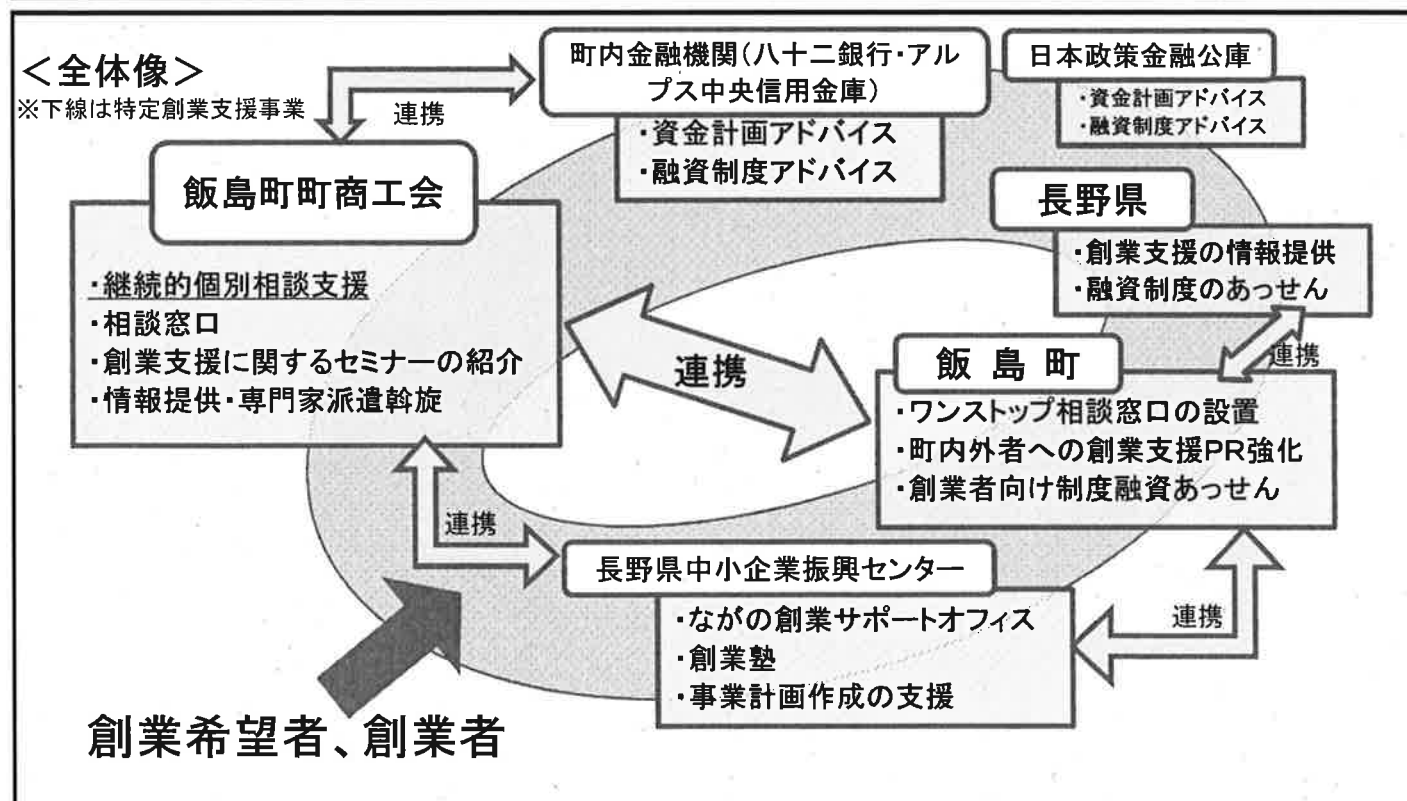 <全体像>
※下線は特定創業支援事業
連携
町内金融機関(八十二銀行・アル
プス中央信用金庫)
・資金計画アドバイス
・融資制度アドバイス
日本政策金融公庫
・資金計画アドバイス
・融資制度アドバイス
飯島町町商工会
・継続的個別相談支援
・相談窓口
・創業支援に関するセミナーの紹介
・情報提供・専門家派遣斡旋
長野県
・創業支援の情報提供
・融資制度のあっせん
連携
連携
飯島町
・ワンストップ相談窓口の設置
・町内外者への創業支援PR強化
・創業者向け制度融資あっせん
連携
長野県中小企業振興センター
・ながの創業サポートオフィス
・創業塾
・事業計画作成の支援
連携
創業希望者、創業者